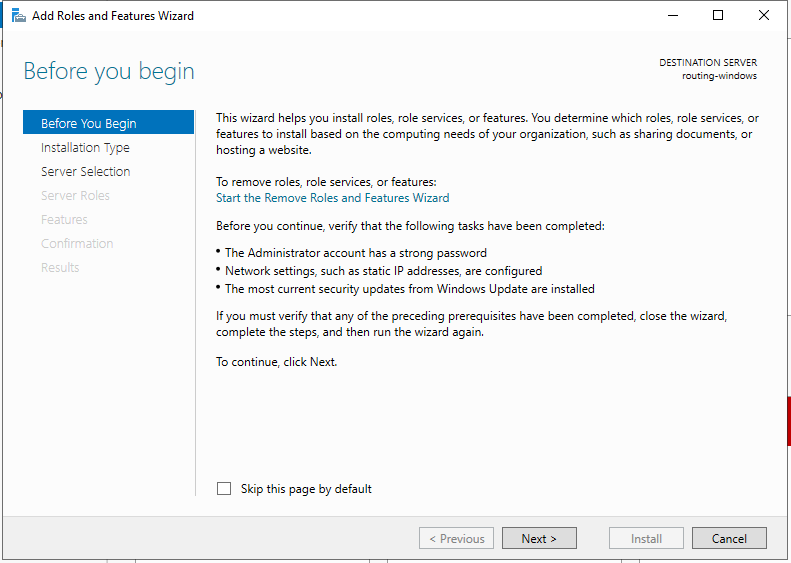 Add Roles and Features Wizard
Before you begin
DESTINATION SERVER
routing-windows
Before You Begin
Installation Type
Server Selection
Server Roles
Features
Confirmation
Results
This wizard helps you install roles, role services, or features. You determine which roles, role services, or
features to install based on the computing needs of your organization, such as sharing documents, or
hosting a website.
To remove roles, role services, or features:
Start the Remove Roles and Features Wizard
Before you continue, verify that the following tasks have been completed:
• The Administrator account has a strong password
• Network settings, such as static IP addresses, are configured
• The most current security updates from Windows Update are installed
If you must verify that any of the preceding prerequisites have been completed, close the wizard,
complete the steps, and then run the wizard again.
To continue, click Next.
Skip this page by default
< Previous
Next >
Install
Cancel